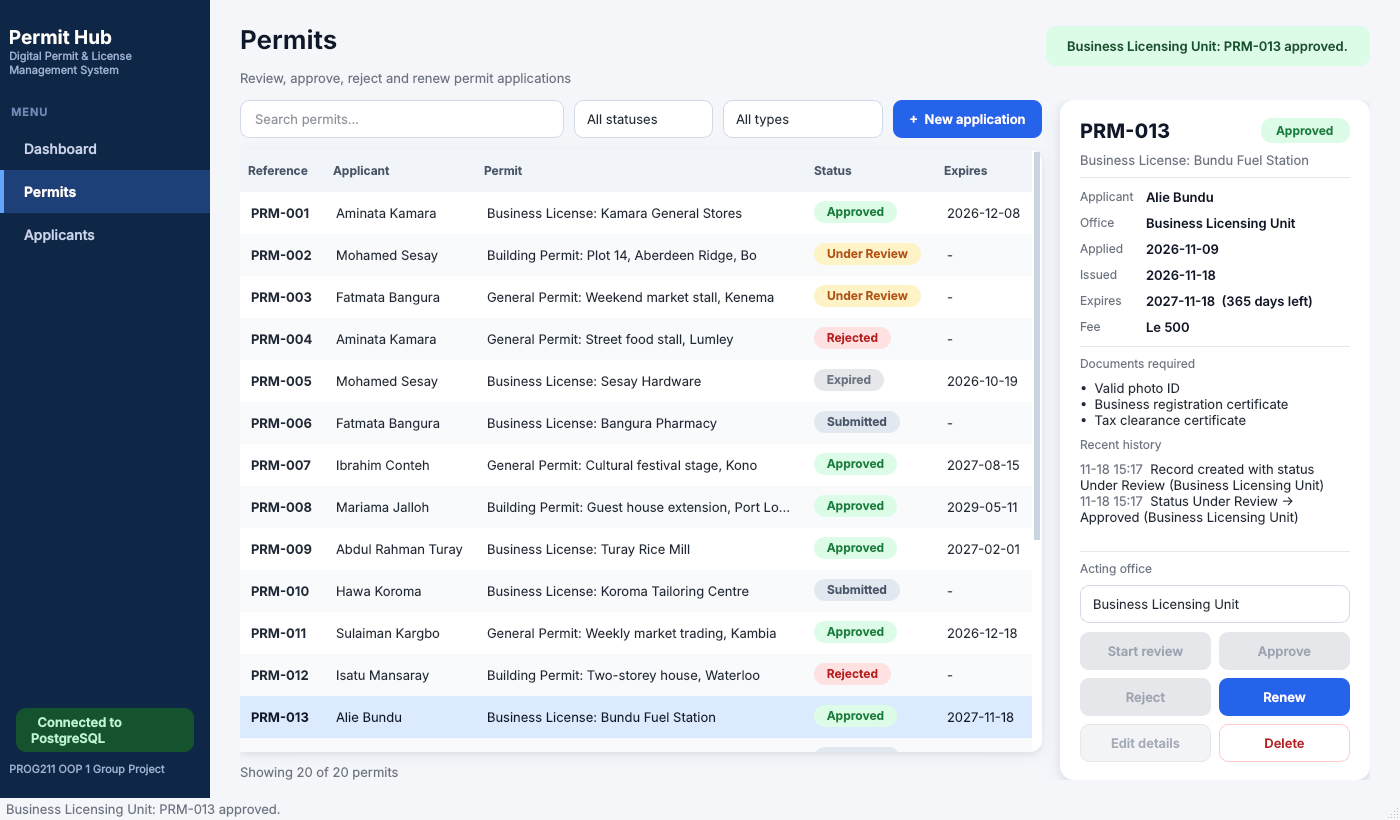 Permit Hub
Digital Permit & License
Management System
MENU
Dashboard
Permits
Applicants
Connected to
PostgreSQL
PROG211 OOP 1 Group Project
Permits
Review, approve, reject and renew permit applications
Business Licensing Unit: PRM-013 approved.
Search permits...
All statuses
All types
+ New application
Reference Applicant Permit Status Expires
PRM-001 Aminata Kamara Business License: Kamara General Stores Approved 2026-12-08
PRM-002 Mohamed Sesay Building Permit: Plot 14, Aberdeen Ridge, Bo Under Review -
PRM-003 Fatmata Bangura General Permit: Weekend market stall, Kenema Under Review -
PRM-004 Aminata Kamara General Permit: Street food stall, Lumley Rejected -
PRM-005 Mohamed Sesay Business License: Sesay Hardware Expired 2026-10-19
PRM-006 Fatmata Bangura Business License: Bangura Pharmacy Submitted -
PRM-007 Ibrahim Conteh General Permit: Cultural festival stage, Kono Approved 2027-08-15
PRM-008 Mariama Jalloh Building Permit: Guest house extension, Port Lo... Approved 2029-05-11
PRM-009 Abdul Rahman Turay Business License: Turay Rice Mill Approved 2027-02-01
PRM-010 Hawa Koroma Business License: Koroma Tailoring Centre Submitted -
PRM-011 Sulaiman Kargbo General Permit: Weekly market trading, Kambia Approved 2026-12-18
PRM-012 Isatu Mansaray Building Permit: Two-storey house, Waterloo Rejected -
PRM-013 Alie Bundu Business License: Bundu Fuel Station Approved 2027-11-18
Showing 20 of 20 permits
PRM-013 Approved
Business License: Bundu Fuel Station
Applicant Alie Bundu
Office Business Licensing Unit
Applied 2026-11-09
Issued 2026-11-18
Expires 2027-11-18 (365 days left)
Fee Le 500
Documents required
• Valid photo ID
• Business registration certificate
• Tax clearance certificate
Recent history
11-18 15:17 Record created with status
Under Review (Business Licensing Unit)
11-18 15:17 Status Under Review →
Approved (Business Licensing Unit)
Acting office
Business Licensing Unit
Start review Approve
Reject Renew
Edit details Delete
Business Licensing Unit: PRM-013 approved.